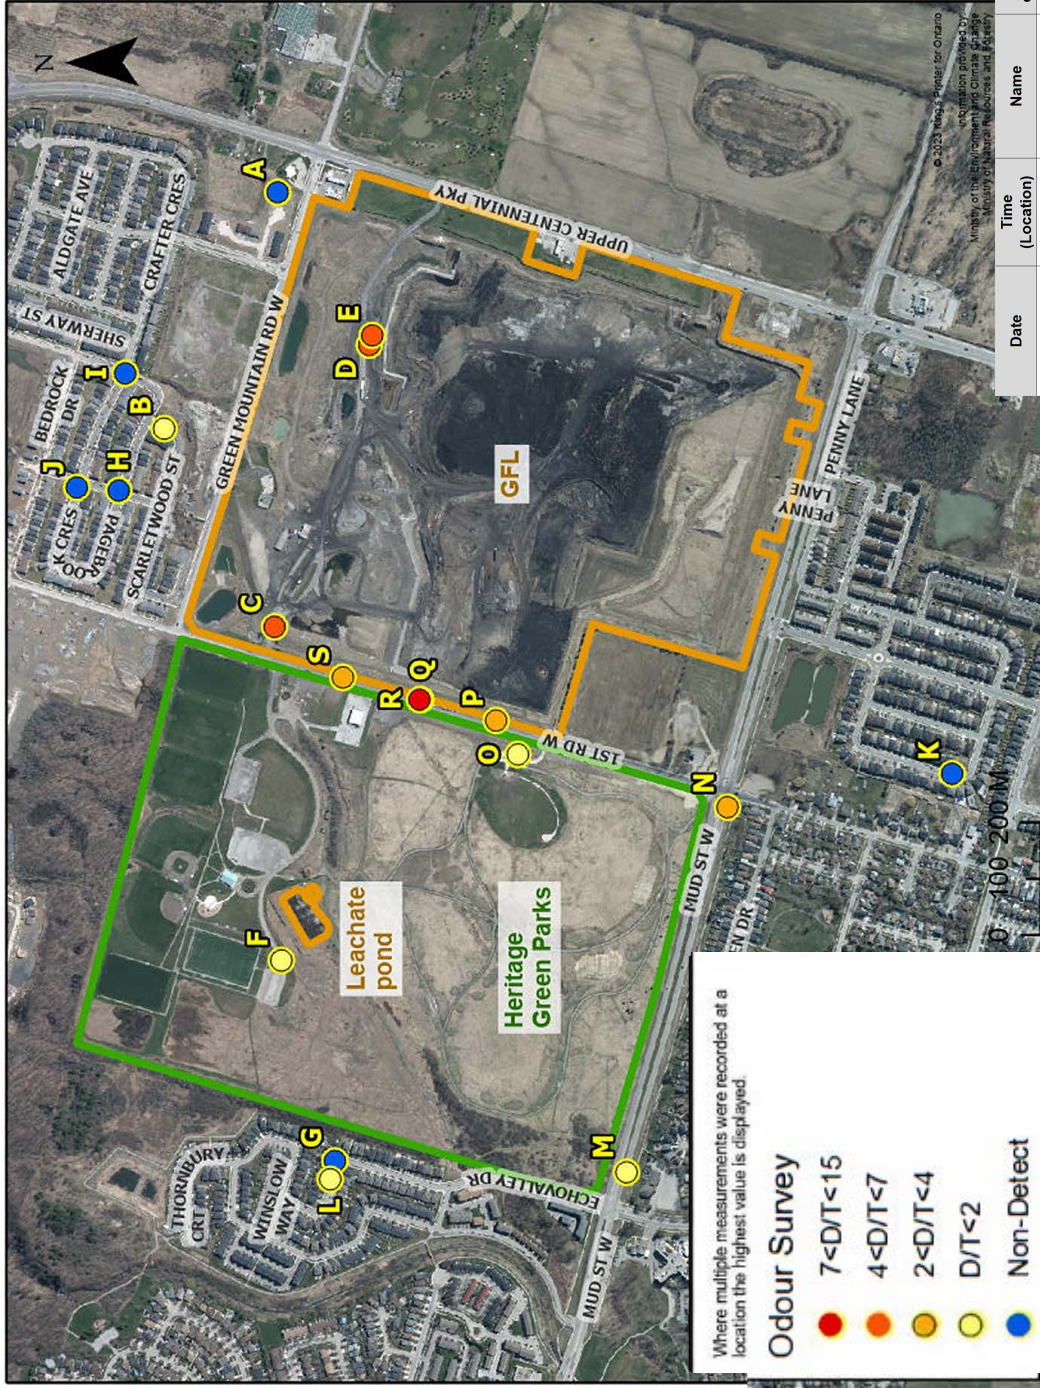 N
ALDGATE AVE
CRAFTER CRES
SHERWAY ST
BEDROCK
DR
PAGEBROOK CRES
SCARLETWOOD ST
GREEN MOUNTAIN RD W
UPPER CENTENNIAL PKY
PENNY LANE
PENNY
LANE
1ST RD W
MUD ST W
EN DR
MUD ST W
ECHOVALLEY DR
THORNBURY
CRT
WINSLOW
WAY
A
B
C
D
E
F
G
H
I
J
K
L
M
N
O
P
Q
R
S
GFL
Leachate
pond
Heritage
Green Parks
0 100 200 M
© 2023 King's Printer for Ontario
Information provided by:
Ministry of the Environment and Climate Change
Ministry of Natural Resources and Forestry
Where multiple measurements were recorded at a
location the highest value is displayed.
Odour Survey
7<D/T<15
4<D/T<7
2<D/T<4
D/T<2
Non-Detect
Date
Time
(Location)
Name